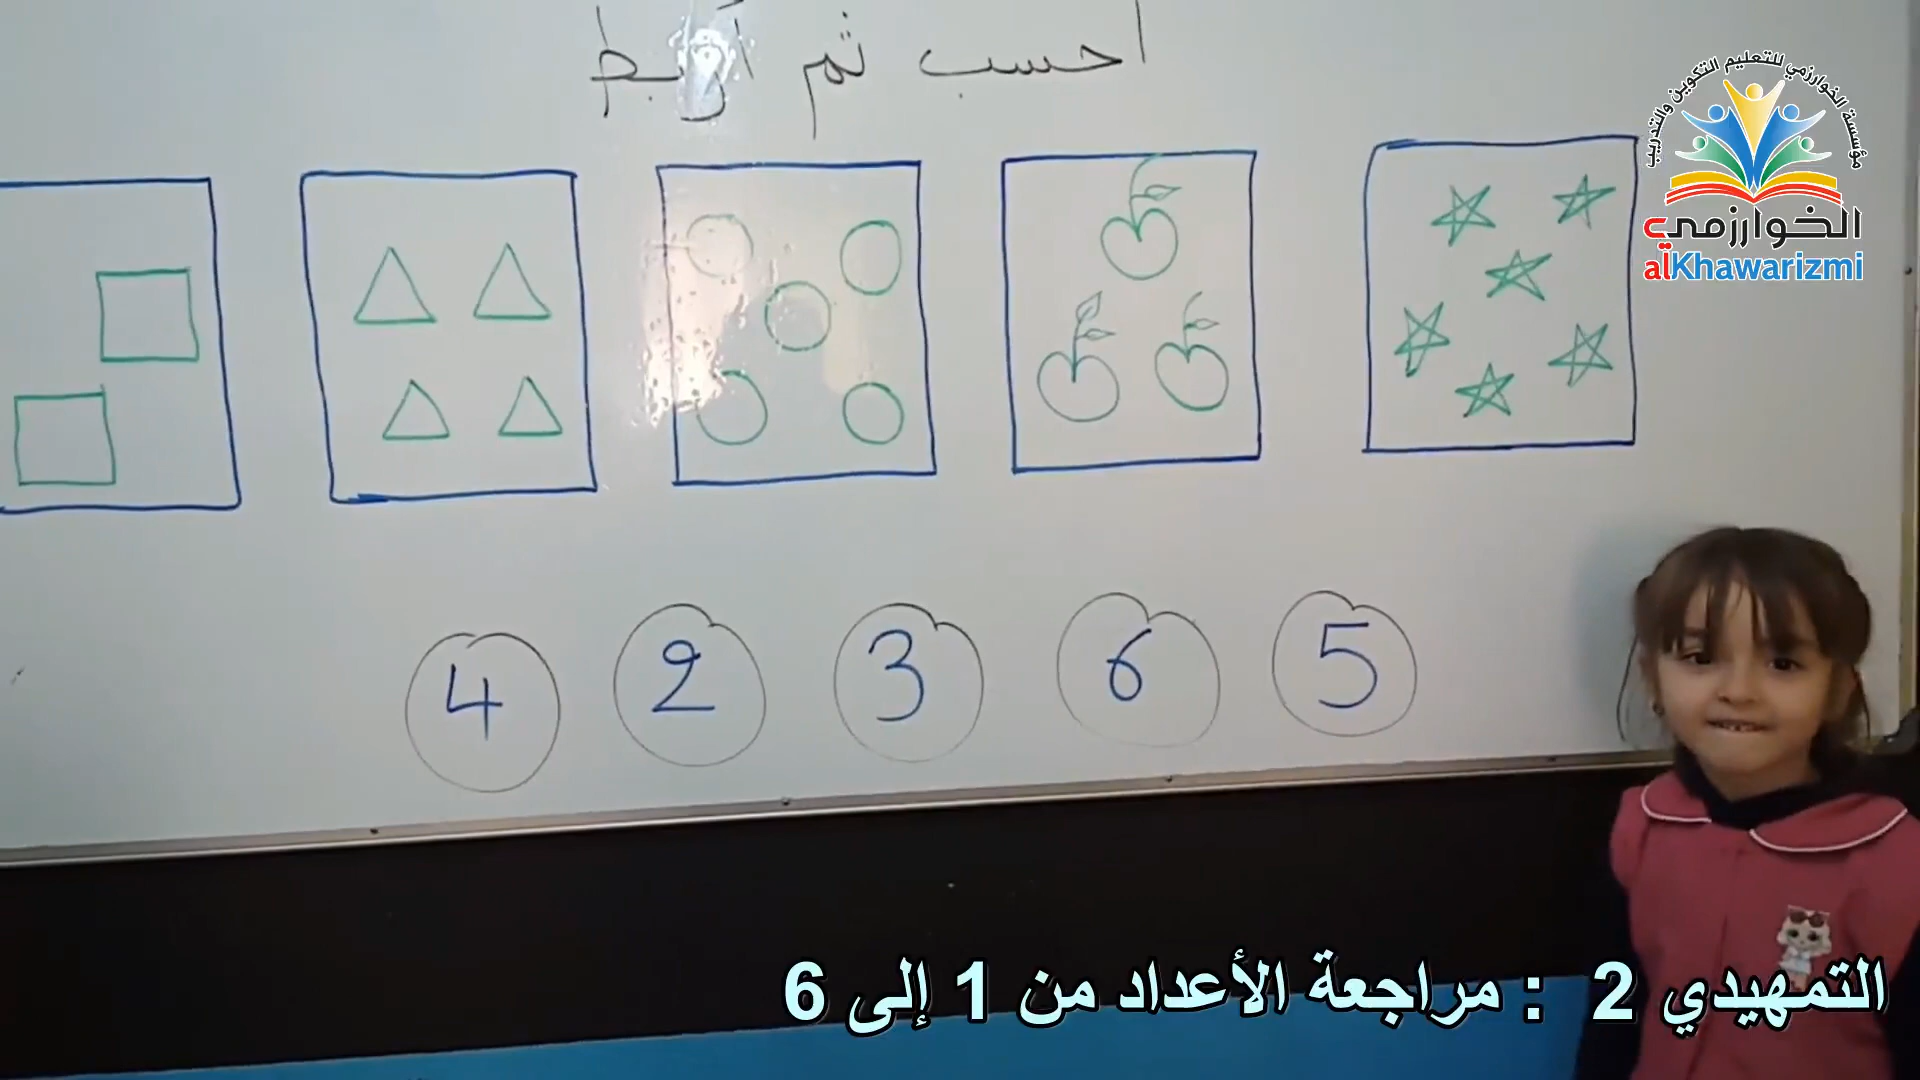 احسب ثم أربط
مؤسسة الخوارزمي للتعليم التكوين والتدريب
الخوارزمي
alKhawarizmi
4 2 3 6 5
التمهيدي 2 : مراجعة الأعداد من 1 إلى 6